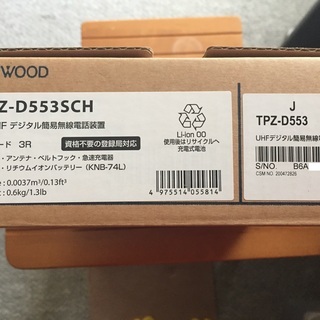 WOOD
Z-D553SCH
HF デジタル簡易無線電話装置
ード 3R
資格不要の登録局対応
・アンテナ・ベルトフック・急速充電器
・リチウムイオンバッテリー (KNB-74L)
e : 0.0037m³/0.13ft³
t : 0.6kg/1.3lb
4 975514 055814
Li-ion 00
使用後はリサイクルへ
充電式電池
J
TPZ-D553
UHFデジタル簡易無線
S/NO. B6A
CSM NO. 200472826